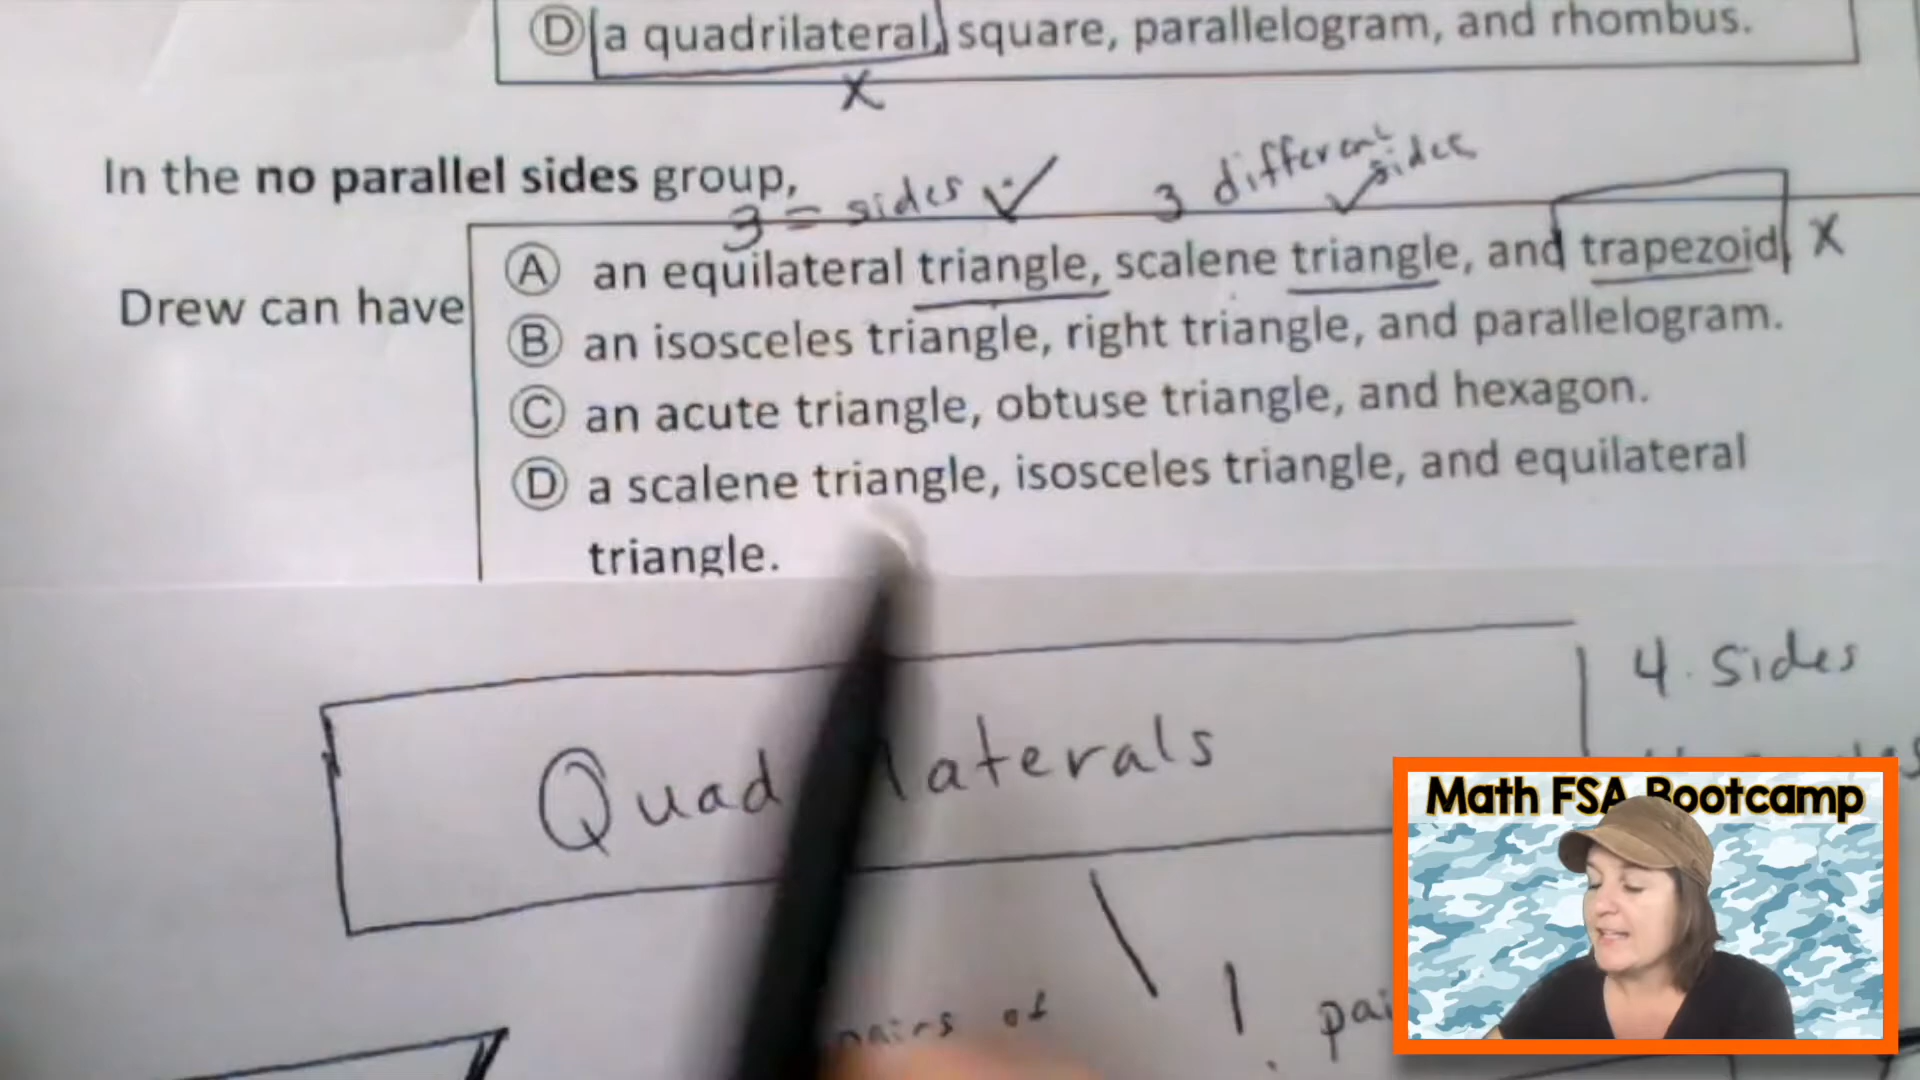 D a quadrilateral, square, parallelogram, and rhombus.
X
In the no parallel sides group,
3 = sides ✓ 3 different sides ✓
Drew can have
A an equilateral triangle, scalene triangle, and trapezoid X
B an isosceles triangle, right triangle, and parallelogram.
C an acute triangle, obtuse triangle, and hexagon.
D a scalene triangle, isosceles triangle, and equilateral
triangle.
4 sides
Quad laterals
Math FSA Bootcamp
of 1 pai